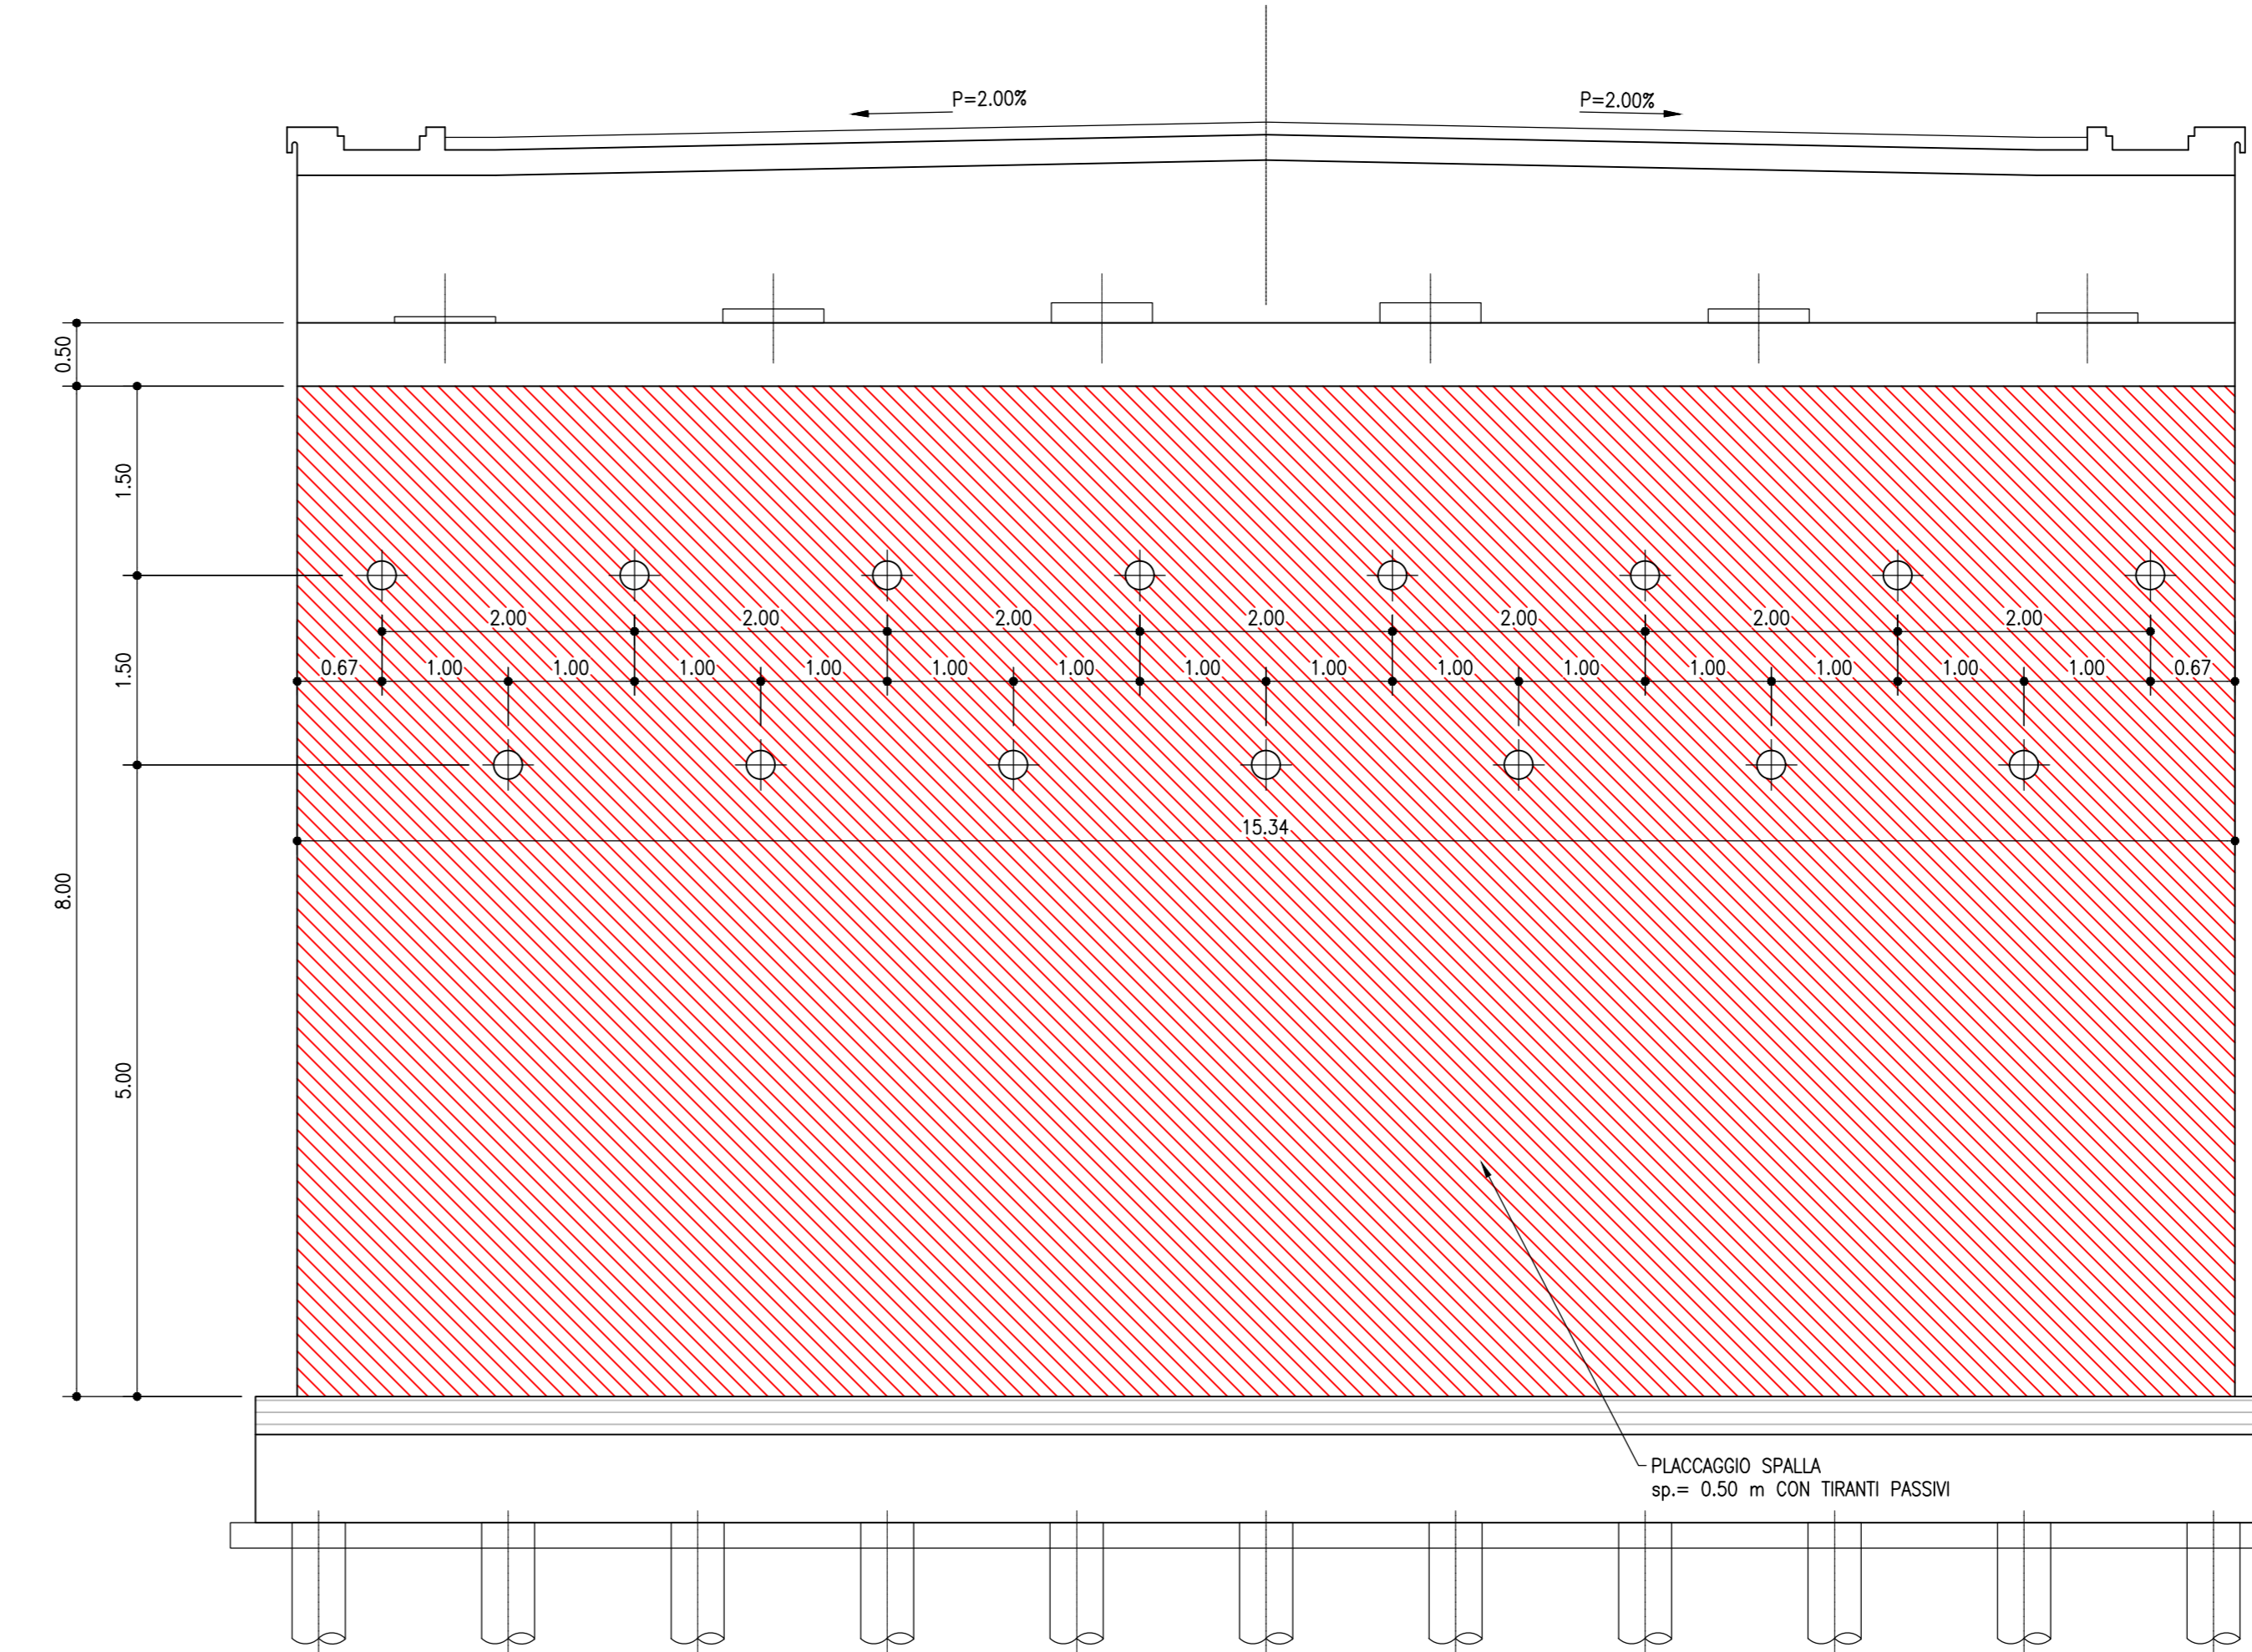 P=2.00%
P=2.00%
0.50
1.50
2.00 2.00 2.00 2.00 2.00 2.00 2.00
1.50
0.67 1.00 1.00 1.00 1.00 1.00 1.00 1.00 1.00 1.00 1.00 1.00 1.00 1.00 1.00 0.67
15.34
8.00
5.00
PLACCAGGIO SPALLA
sp.= 0.50 m CON TIRANTI PASSIVI